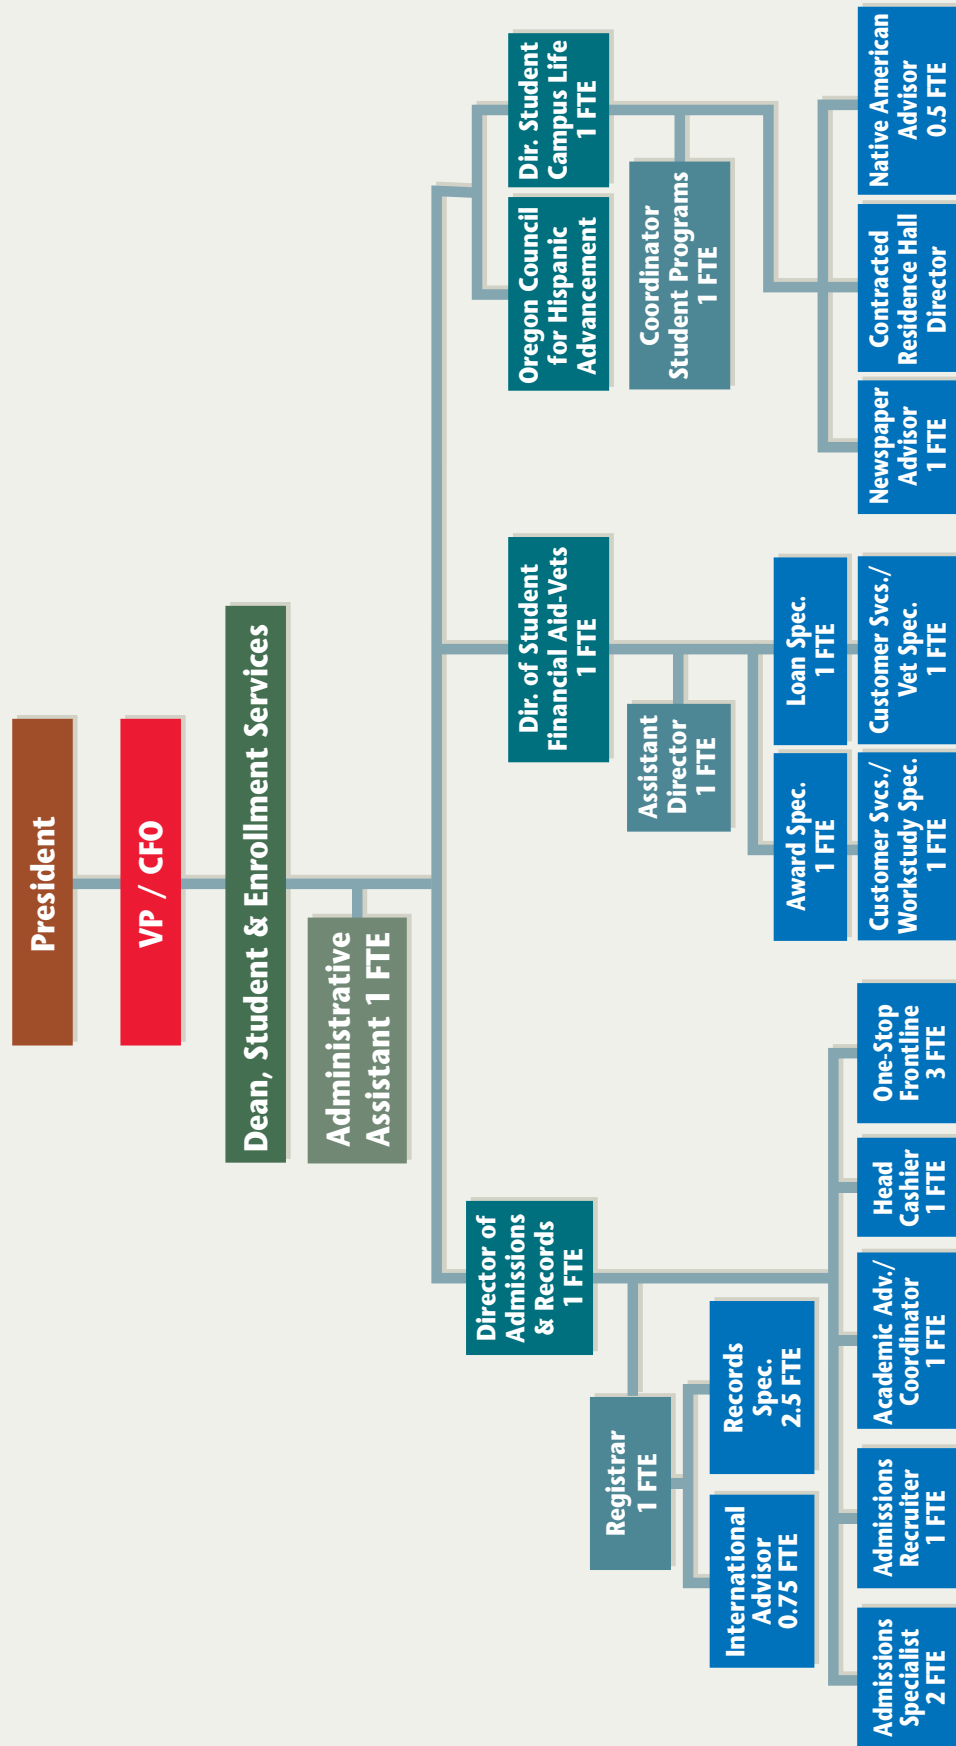 President
VP / CFO
Dean, Student & Enrollment Services
Administrative
Assistant 1 FTE
Director of
Admissions
& Records
1 FTE
Registrar
1 FTE
International
Advisor
0.75 FTE
Records
Spec.
2.5 FTE
Admissions
Specialist
2 FTE
Admissions
Recruiter
1 FTE
Academic Adv./
Coordinator
1 FTE
Head
Cashier
1 FTE
One-Stop
Frontline
3 FTE
Dir. of Student
Financial Aid-Vets
1 FTE
Assistant
Director
1 FTE
Award Spec.
1 FTE
Loan Spec.
1 FTE
Customer Svcs./
Workstudy Spec.
1 FTE
Customer Svcs./
Vet Spec.
1 FTE
Oregon Council
for Hispanic
Advancement
Dir. Student
Campus Life
1 FTE
Coordinator
Student Programs
1 FTE
Newspaper
Advisor
1 FTE
Contracted
Residence Hall
Director
Native American
Advisor
0.5 FTE